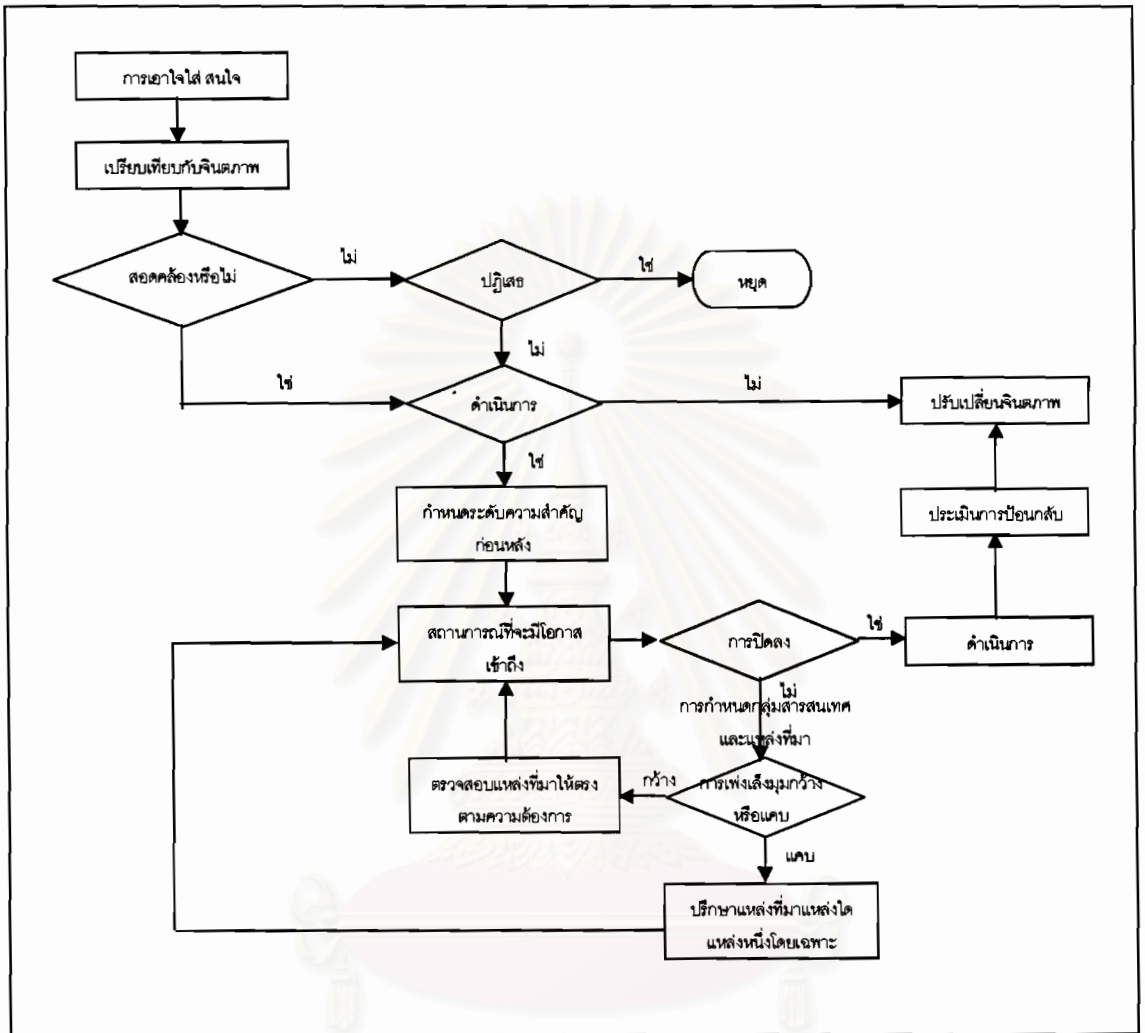 การเอาใจใส่ สนใจ
เปรียบเทียบกับจินตภาพ
สอดคล้องหรือไม่
ไม่
ปฏิเสธ
ใช่
หยุด
ไม่
ใช่
ดำเนินการ
ไม่
ปรับเปลี่ยนจินตภาพ
ใช่
กำหนดระดับความสำคัญ
ก่อนหลัง
ประเมินการป้อนกลับ
สถานการณ์ที่จะมีโอกาส
เข้าถึง
การปิดลง
ใช่
ดำเนินการ
ไม่
การกำหนดกลุ่มสารสนเทศ
และแหล่งที่มา
ตรวจสอบแหล่งที่มาให้ตรง
ตามความต้องการ
กว้าง
การเพ่งเล็งมุมกว้าง
หรือแคบ
แคบ
ปรึกษาแหล่งที่มาแหล่งใด
แหล่งหนึ่งโดยเฉพาะ